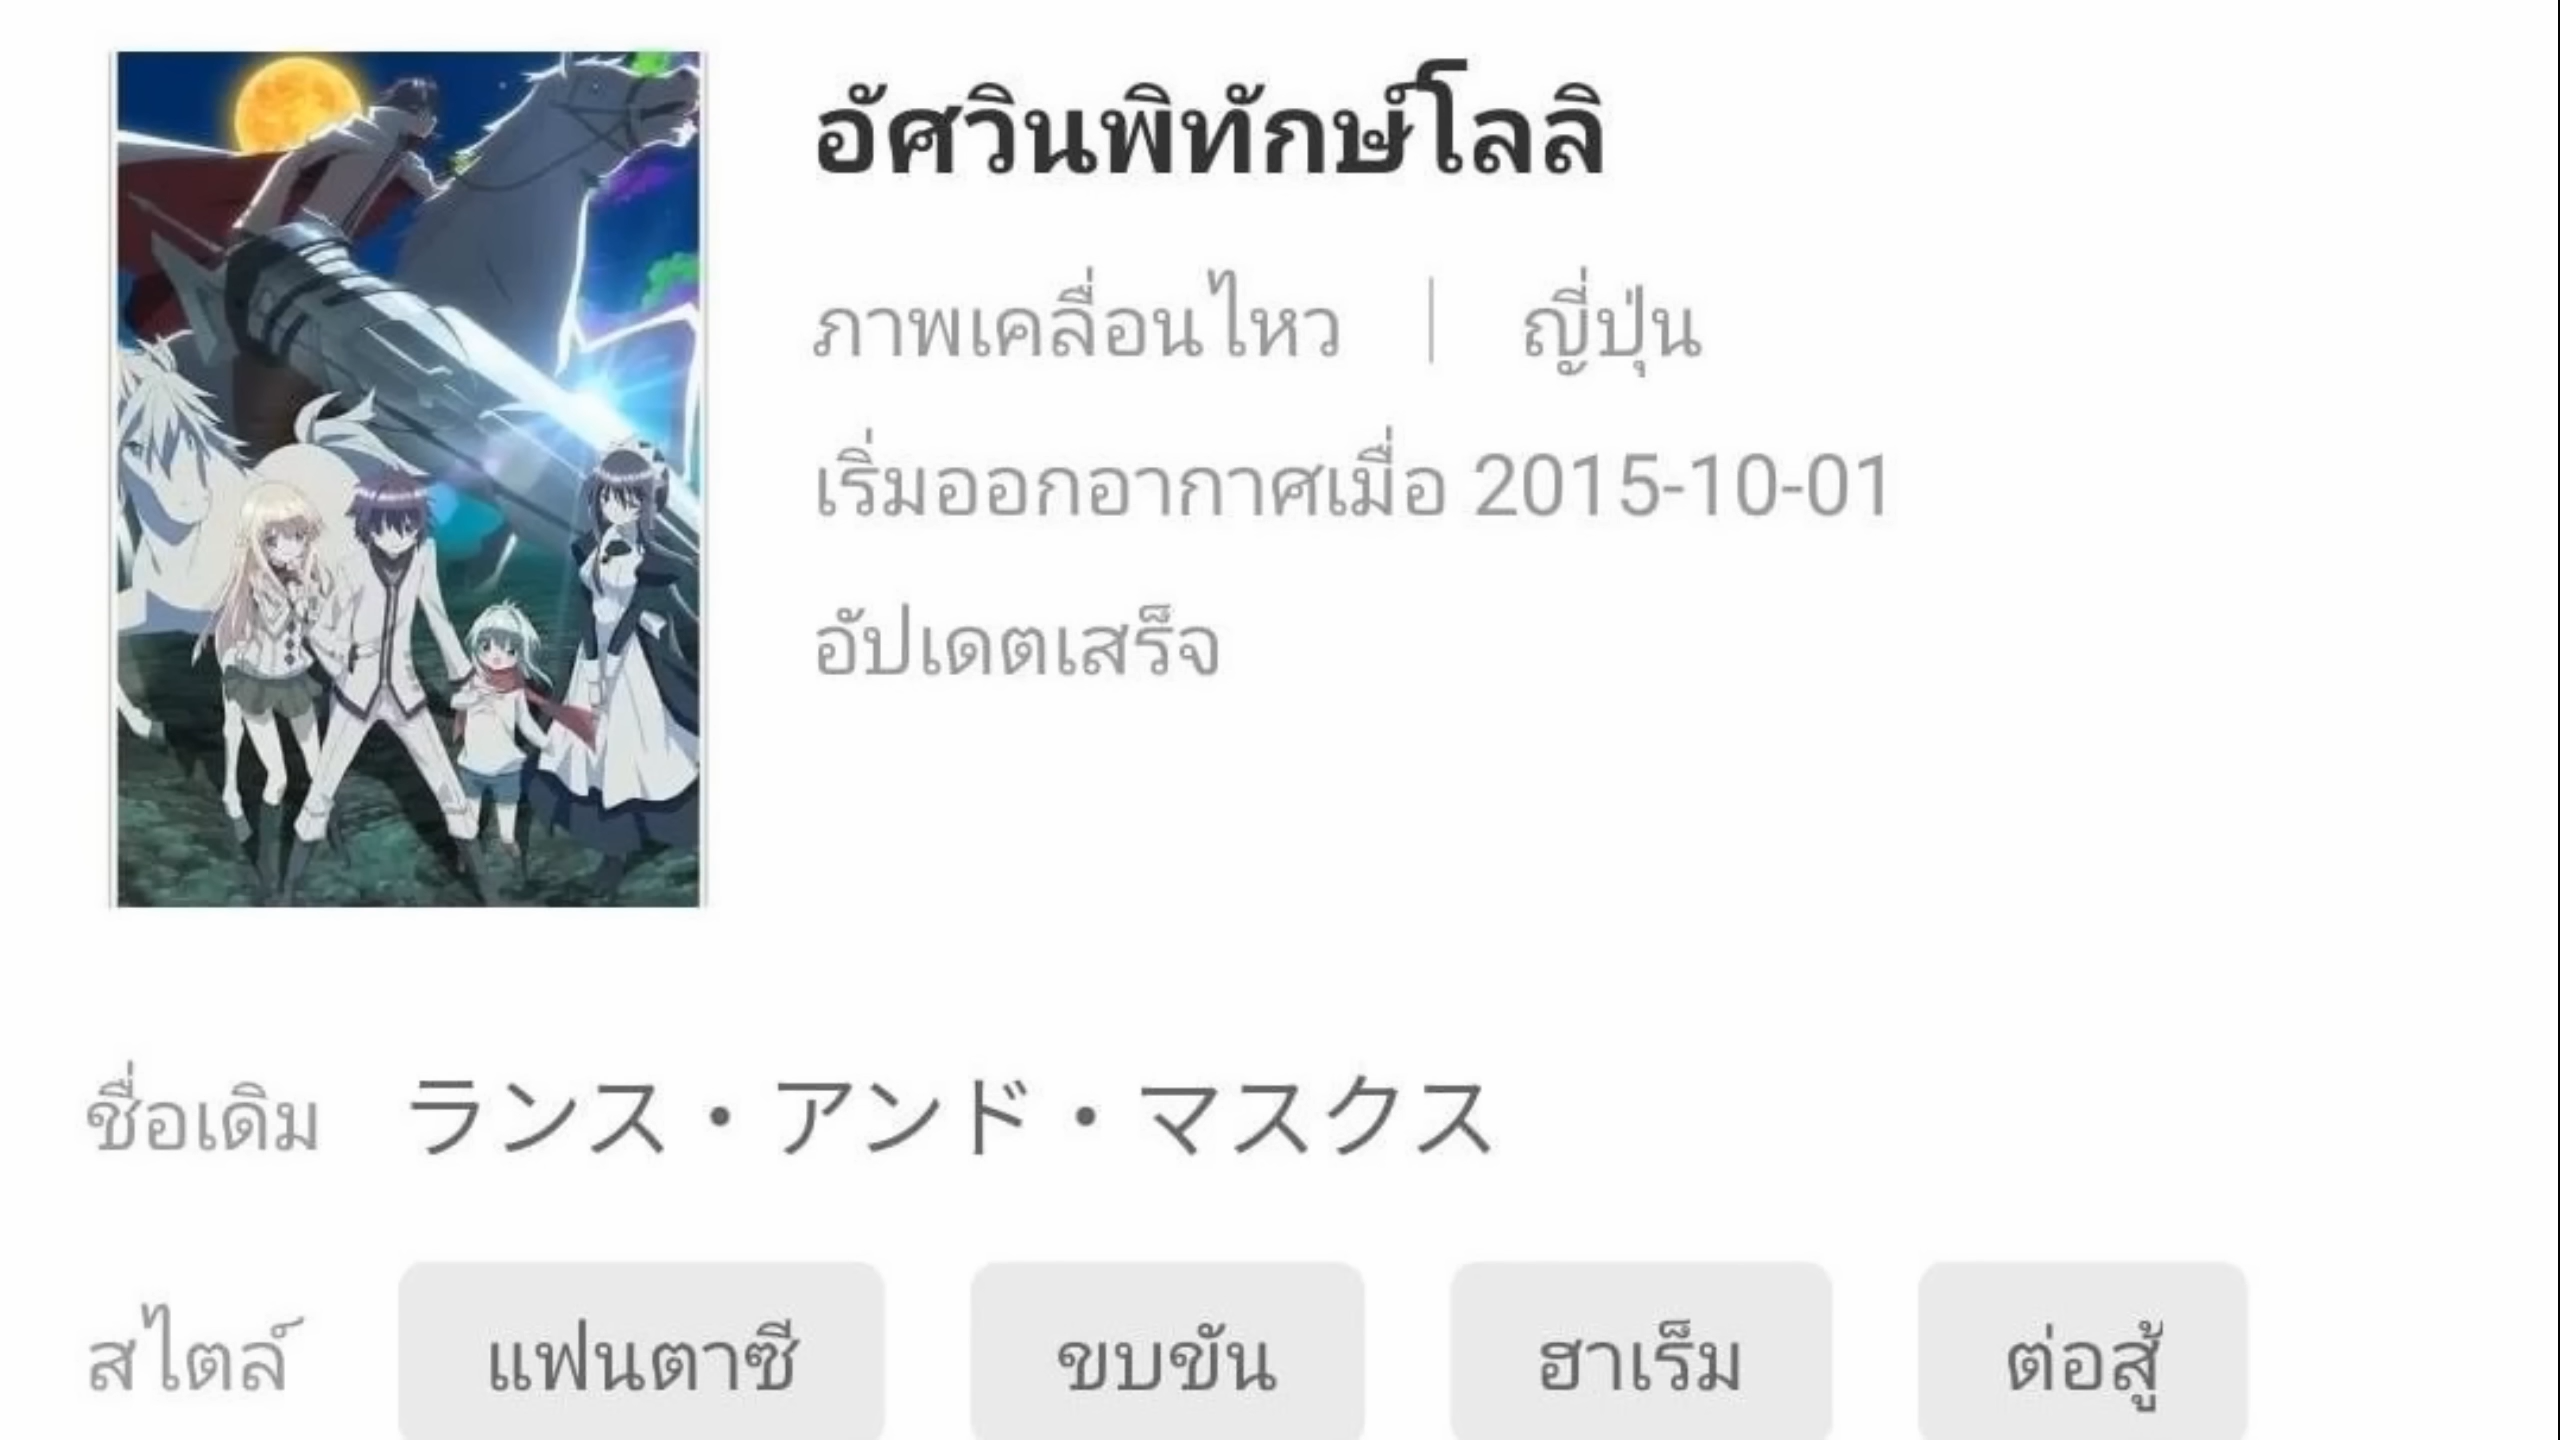 อัศวินพิทักษ์โลลิ
ภาพเคลื่อนไหว | ญี่ปุ่น
เริ่มออกอากาศเมื่อ 2015-10-01
อัปเดตเสร็จ
ชื่อเดิม ランス・アンド・マスクス
สไตล์ แฟนตาซี ขบขัน ฮาเร็ม ต่อสู้